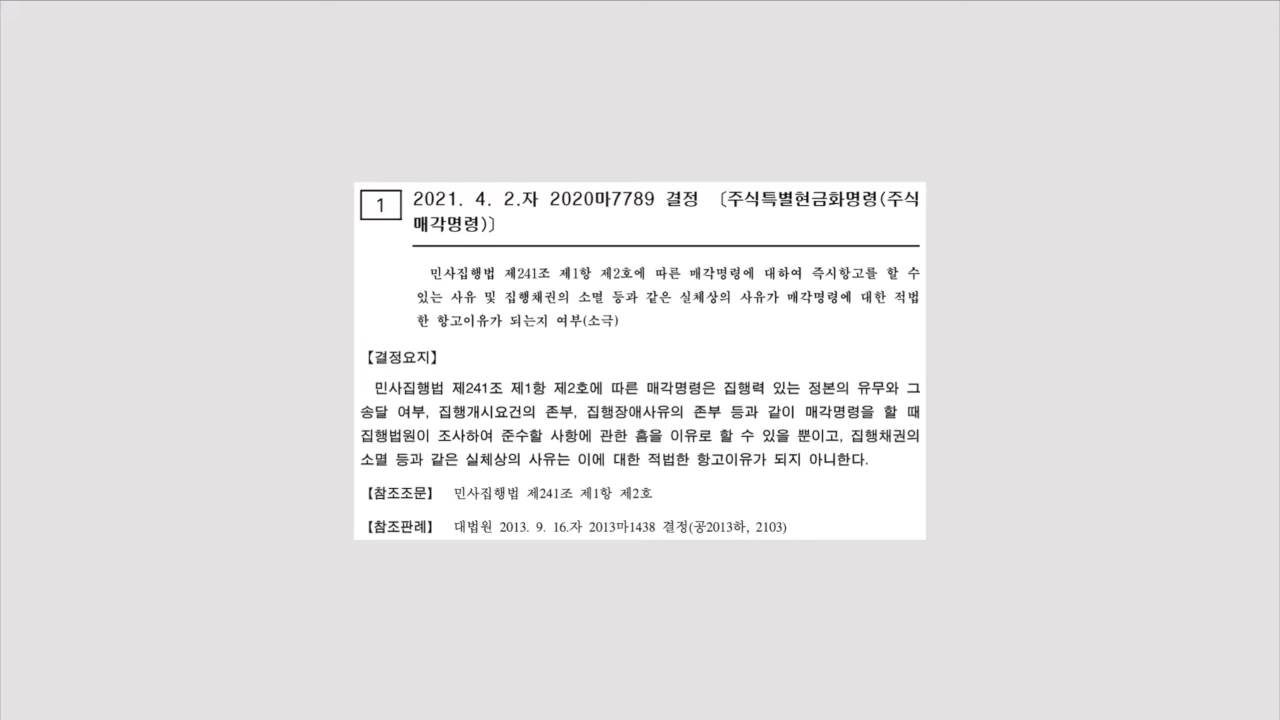 1
2021. 4. 2.자 2020마7789 결정 〔주식특별현금화명령(주식
매각명령)〕
민사집행법 제241조 제1항 제2호에 따른 매각명령에 대하여 즉시항고를 할 수
있는 사유 및 집행채권의 소멸 등과 같은 실체상의 사유가 매각명령에 대한 적법
한 항고이유가 되는지 여부(소극)
【결정요지】
민사집행법 제241조 제1항 제2호에 따른 매각명령은 집행력 있는 정본의 유무와 그
송달 여부, 집행개시요건의 존부, 집행장애사유의 존부 등과 같이 매각명령을 할 때
집행법원이 조사하여 준수할 사항에 관한 흠을 이유로 할 수 있을 뿐이고, 집행채권의
소멸 등과 같은 실체상의 사유는 이에 대한 적법한 항고이유가 되지 아니한다.
【참조조문】 민사집행법 제241조 제1항 제2호
【참조판례】 대법원 2013. 9. 16.자 2013마1438 결정(공2013하, 2103)